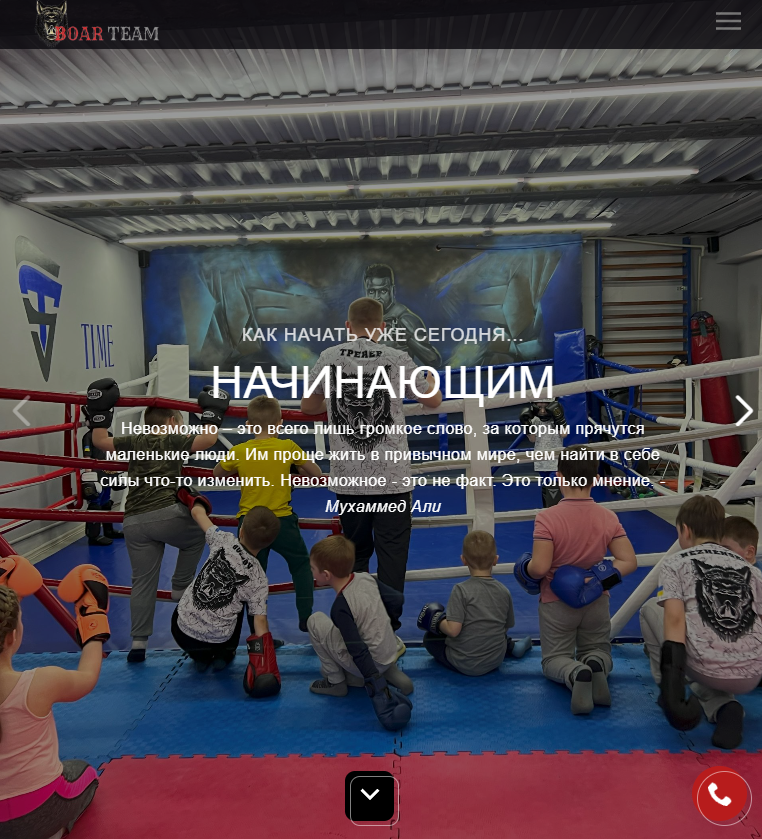 BOAR TEAM
TIME
КАК НАЧАТЬ УЖЕ СЕГОДНЯ...
ТРЕНЕР
НАЧИНАЮЩИМ
Невозможно – это всего лишь громкое слово, за которым прячутся
маленькие люди. Им проще жить в привычном мире, чем найти в себе
силы что-то изменить. Невозможное - это не факт. Это только мнение. -
Мухаммед Али